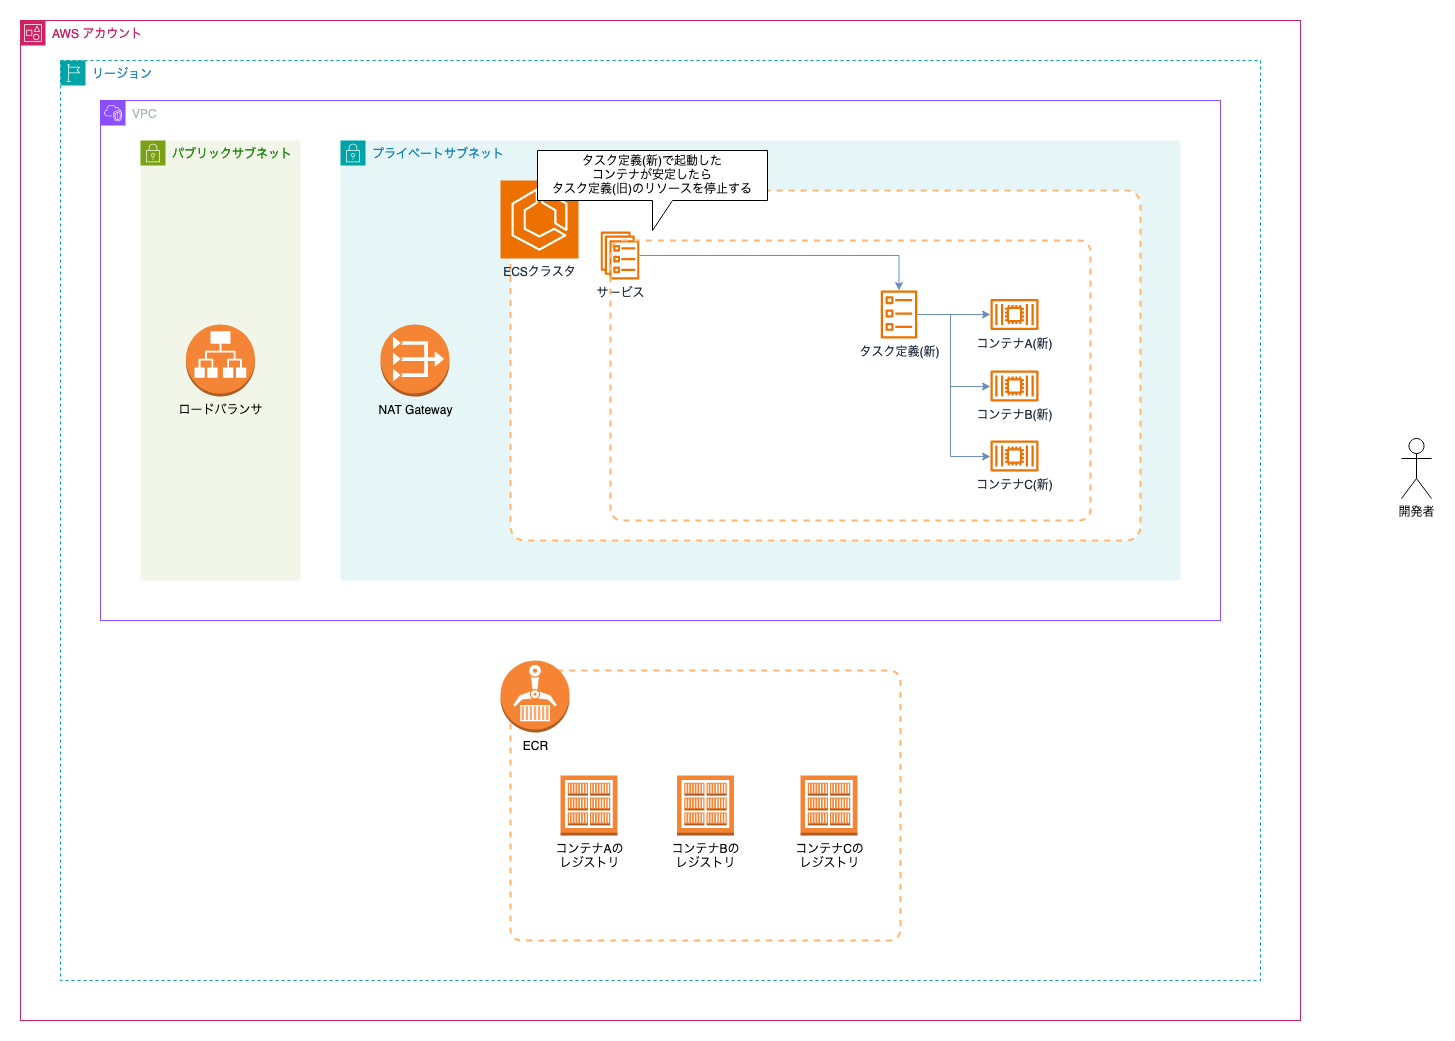 AWS アカウント
リージョン
VPC
パブリックサブネット
プライベートサブネット
タスク定義(新)で起動した
コンテナが安定したら
タスク定義(旧)のリソースを停止する
ECSクラスタ
サービス
タスク定義(新)
コンテナA(新)
コンテナB(新)
コンテナC(新)
ロードバランサ
NAT Gateway
開発者
ECR
コンテナAの
レジストリ
コンテナBの
レジストリ
コンテナCの
レジストリ